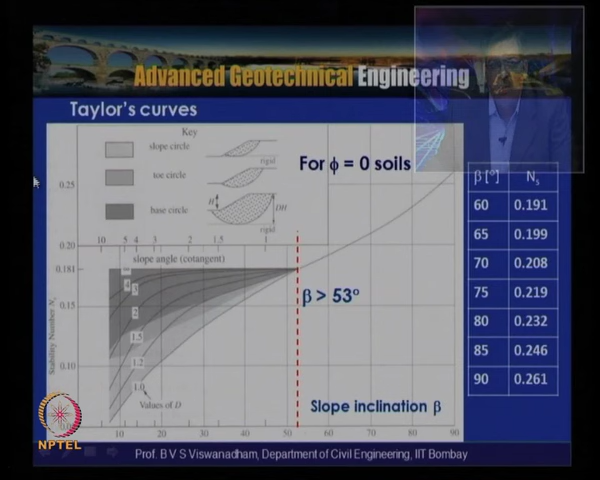 Advanced Geotechnical Engineering
Taylor's curves
Key
slope circle
rigid
toe circle
rigid
base circle
H
DH
rigid
For ϕ = 0 soils
0.25
0.20
10 5 4 3 2 1.5 1
slope angle (cotangent)
0.181
β > 53°
0.15
0.10
4
3
2
1.5
1.2
1.0
Values of D
Stability Number N
Slope inclination β
10 20 30 40 50 60 70 80 90
β [°] Ns
60 0.191
65 0.199
70 0.208
75 0.219
80 0.232
85 0.246
90 0.261
NPTEL
Prof. B V S Viswanadham, Department of Civil Engineering, IIT Bombay